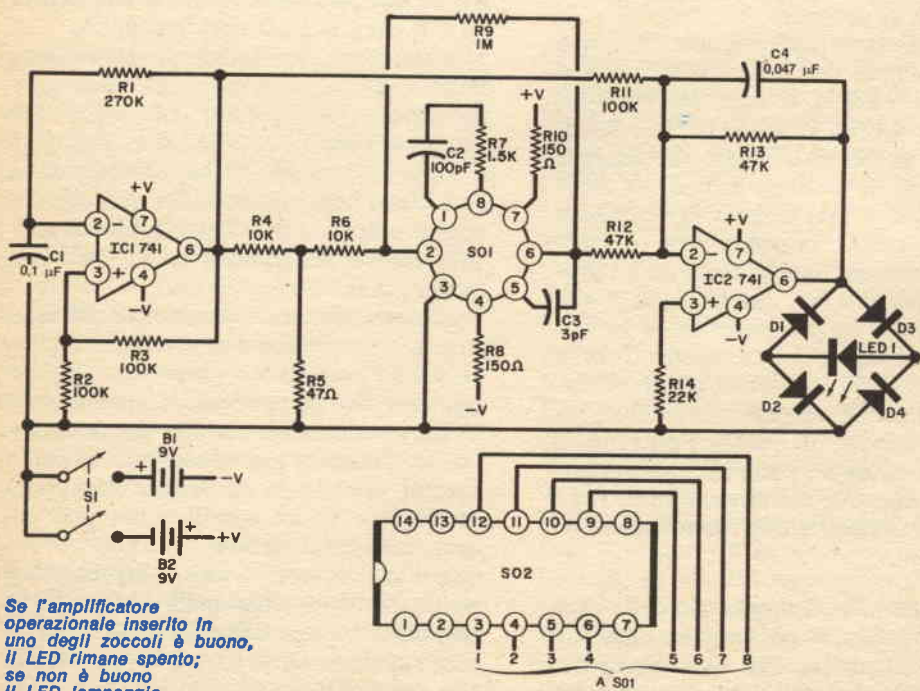 R9
1M
R1
270K
C4
0,047 µF
R11
100K
+V
R10
150
Ω
C2
100pF
R7
1.5K
R13
47K
+V
2 -
7
IC1 741
6
3 +
4
-V
C1
0,1 µF
R4
10K
R6
10K
1
8
7
2
SO1
6
3
4
5
R12
47K
C3
3pF
+V
2 -
7
IC2 741
6
3 +
4
-V
D1
D3
LED 1
D2
D4
R3
100K
R2
100K
R5
47Ω
R8
150Ω
-V
R14
22K
S1
B1
9V
+
-V
+
+V
B2
9V
14 13 12 11 10 9 8
SO2
1 2 3 4 5 6 7
1 2 3 4 5 6 7 8
A SO1
Se l'amplificatore
operazionale inserito in
uno degli zoccoli è buono,
il LED rimane spento;
se non è buono
il LED lampeggia